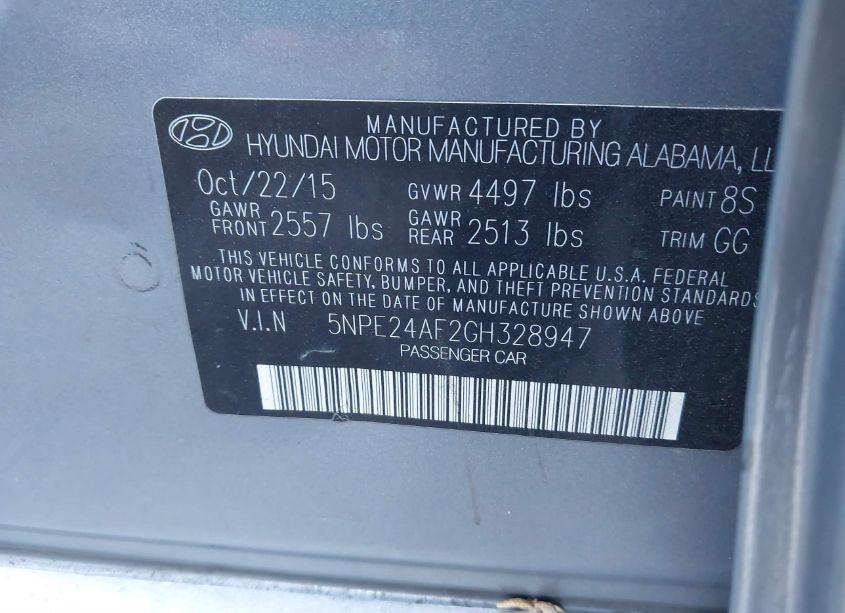 MANUFACTURED BY
HYUNDAI MOTOR MANUFACTURING ALABAMA, LL
Oct/22/15 GVWR 4497 lbs PAINT 8S
GAWR FRONT 2557 lbs GAWR REAR 2513 lbs TRIM GG
THIS VEHICLE CONFORMS TO ALL APPLICABLE U.S.A. FEDERAL
MOTOR VEHICLE SAFETY, BUMPER, AND THEFT PREVENTION STANDARDS
IN EFFECT ON THE DATE OF MANUFACTURE SHOWN ABOVE
V.I.N 5NPE24AF2GH328947
PASSENGER CAR